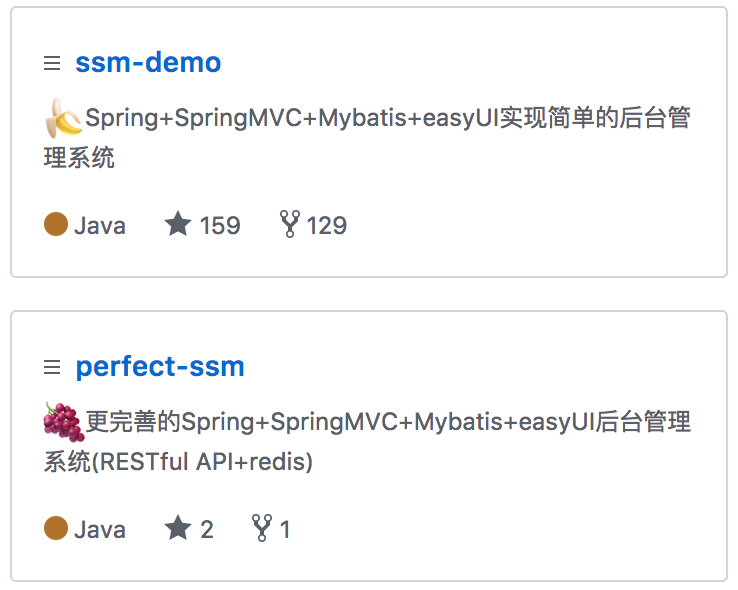 ssm-demo
🍌Spring+SpringMVC+Mybatis+easyUI实现简单的后台管
理系统
Java 159 129
perfect-ssm
🍇更完善的Spring+SpringMVC+Mybatis+easyUI后台管理
系统(RESTful API+redis)
Java 2 1